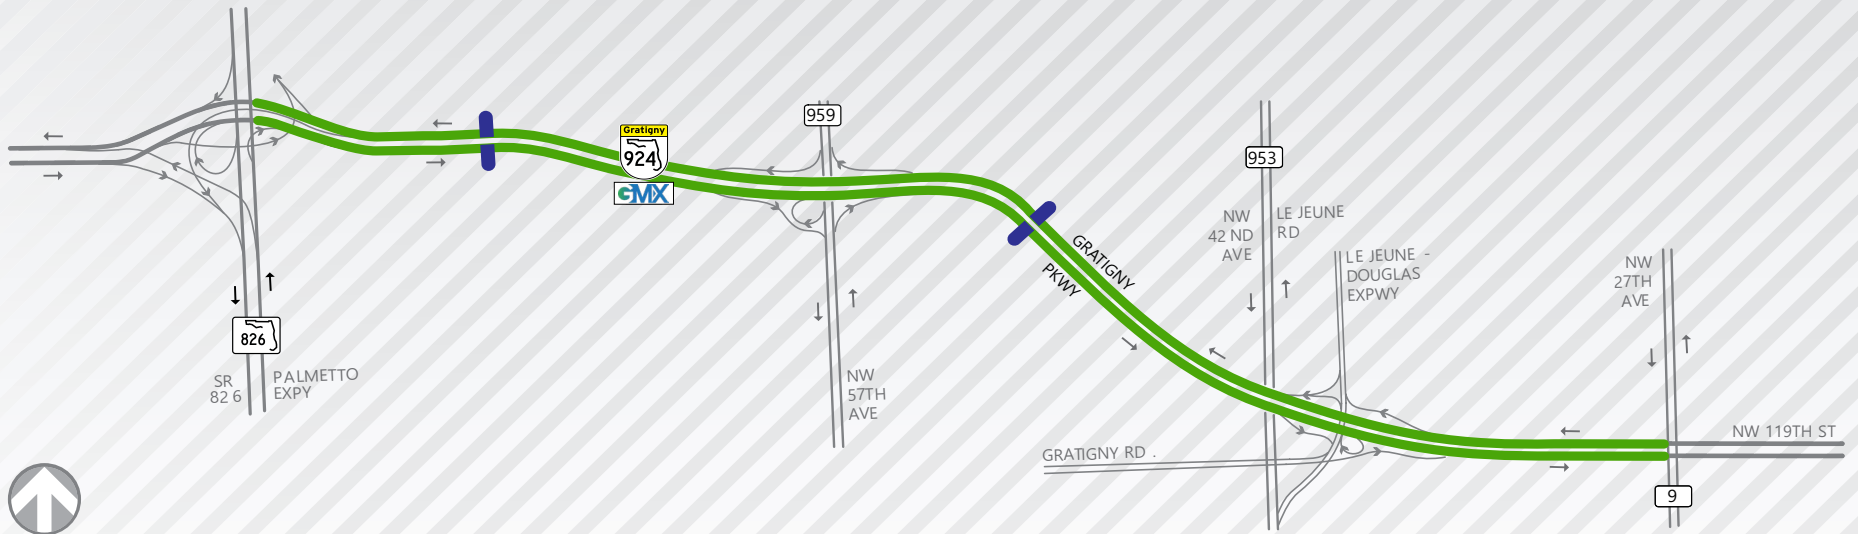 959
Gratigny
924
GMX
953
NW
42 ND
AVE
LE JEUNE
RD
GRATIGNY
PKWY
LE JEUNE -
DOUGLAS
EXPWY
NW
27TH
AVE
826
SR
82 6
PALMETTO
EXPY
NW
57TH
AVE
GRATIGNY RD .
NW 119TH ST
9